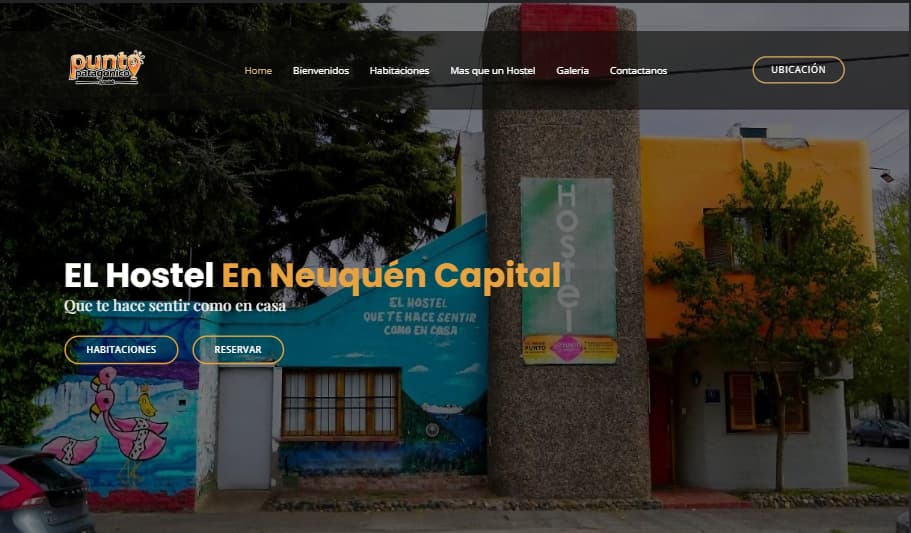 punto
patagónico
Home
Bienvenidos
Habitaciones
Mas que un Hostel
Galeria
Contactanos
UBICACIÓN
EL Hostel En Neuquén Capital
Que te hace sentir como en casa
HABITACIONES
RESERVAR
EL HOSTEL
QUE TE HACE SENTIR
COMO EN CASA
HOSTEL